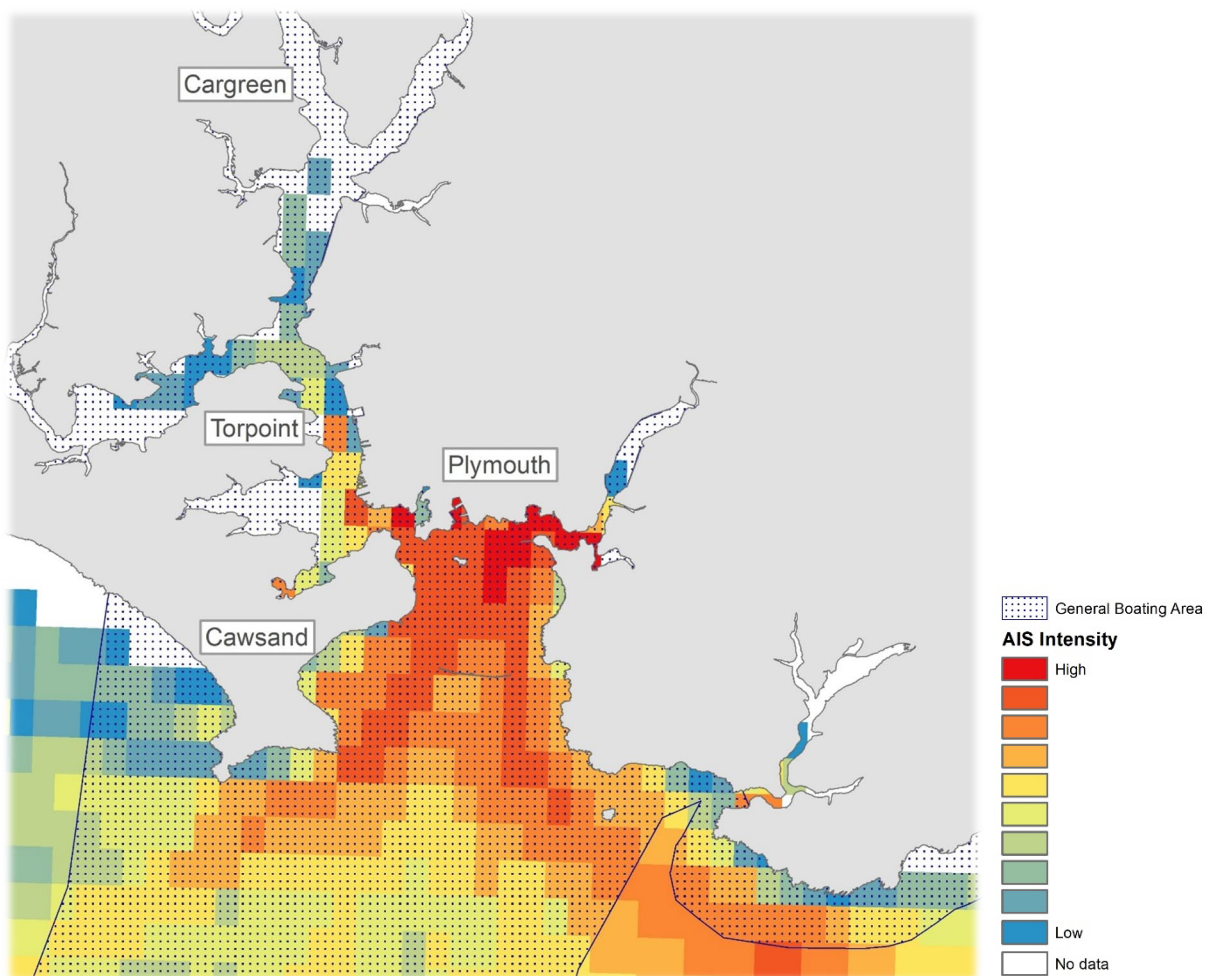 Cargreen
Torpoint
Plymouth
Cawsand
General Boating Area
AIS Intensity
High
Low
No data